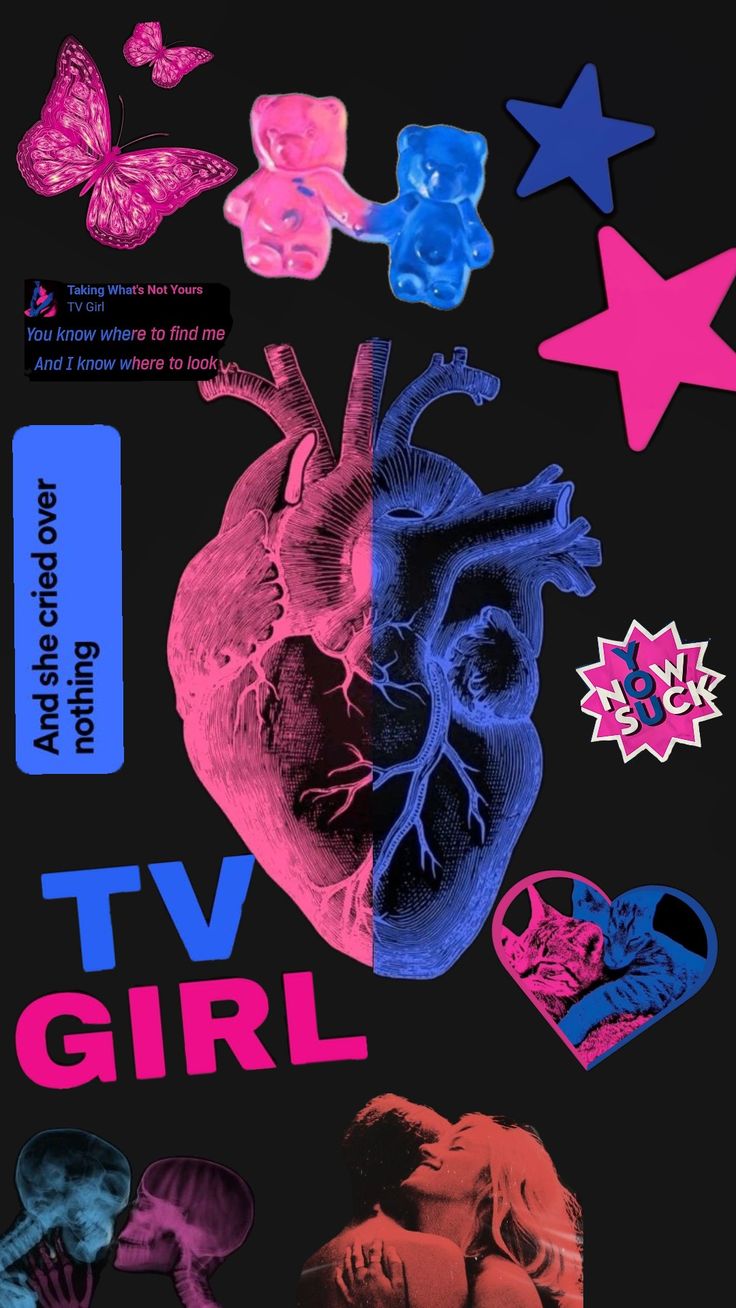 Taking What's Not Yours
TV Girl
You know where to find me
And I know where to look
And she cried over
nothing
YOU
NOW
SUCK
TV
GIRL